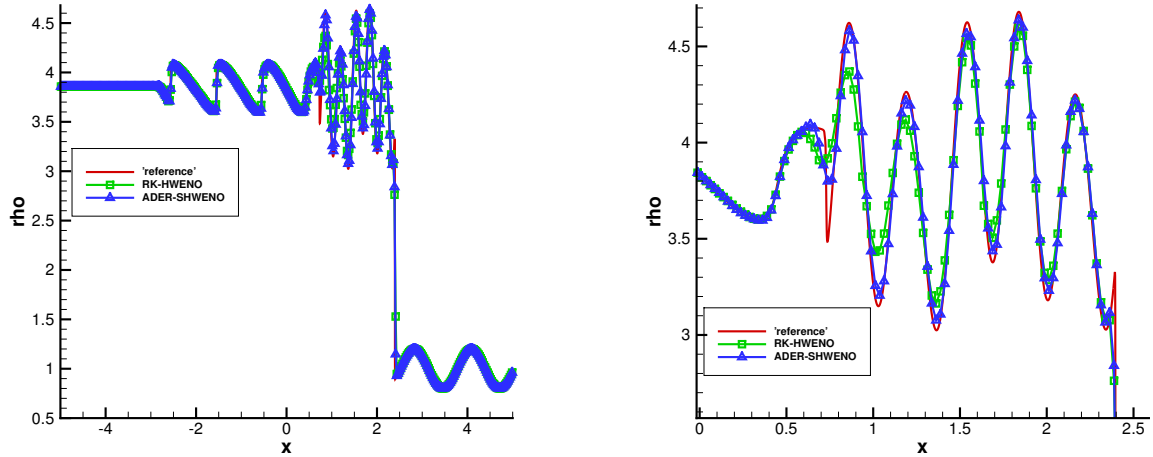 rho
4.5
4
3.5
3
2.5
2
1.5
1
0.5
'reference'
RK-HWENO
ADER-SHWENO
-4 -2 0 2 4
x
rho
4.5
4
3.5
3
'reference'
RK-HWENO
ADER-SHWENO
0 0.5 1 1.5 2 2.5
x